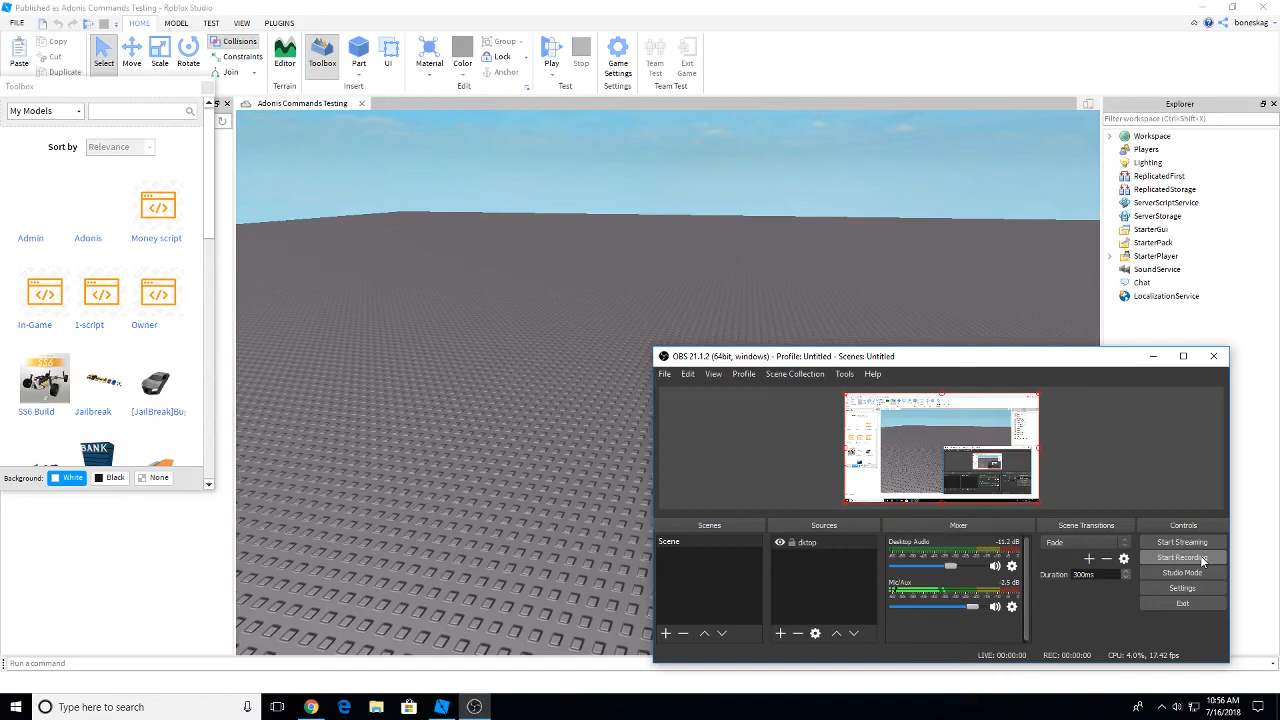 Published as Adonis Commands Testing - Roblox Studio
FILE HOME MODEL TEST VIEW PLUGINS
boneskag
Paste
Copy
Cut
Duplicate
Select Move Scale Rotate
Collisions
Constraints
Join
Editor
Terrain
Toolbox Part UI
Insert
Material Color
Group
Lock
Anchor
Edit
Play Stop
Test
Game Settings
Settings
Team Test
Exit Game
Team Test
Toolbox
My Models
Sort by Relevance
Admin Adonis Money script
In-Game 1-script Owner
SS6
SS6 Build Jailbreak [JailBreak]Bu
BANK
Background: White Black None
Adonis Commands Testing
Explorer
Filter workspace (Ctrl+Shift+X)
Workspace
Players
Lighting
ReplicatedFirst
ReplicatedStorage
ServerScriptService
ServerStorage
StarterGui
StarterPack
StarterPlayer
SoundService
Chat
LocalizationService
OBS 21.1.2 (64bit, windows) - Profile: Untitled - Scenes: Untitled
File Edit View Profile Scene Collection Tools Help
Scenes Sources Mixer Scene Transitions Controls
Scene
dktop
Desktop Audio -11.2 dB
Mic/Aux -2.5 dB
Fade
Duration 300ms
Start Streaming
Start Recording
Studio Mode
Settings
Exit
LIVE: 00:00:00 REC: 00:00:00 CPU: 4.0%, 17.42 fps
Run a command
Type here to search
10:56 AM
7/16/2018